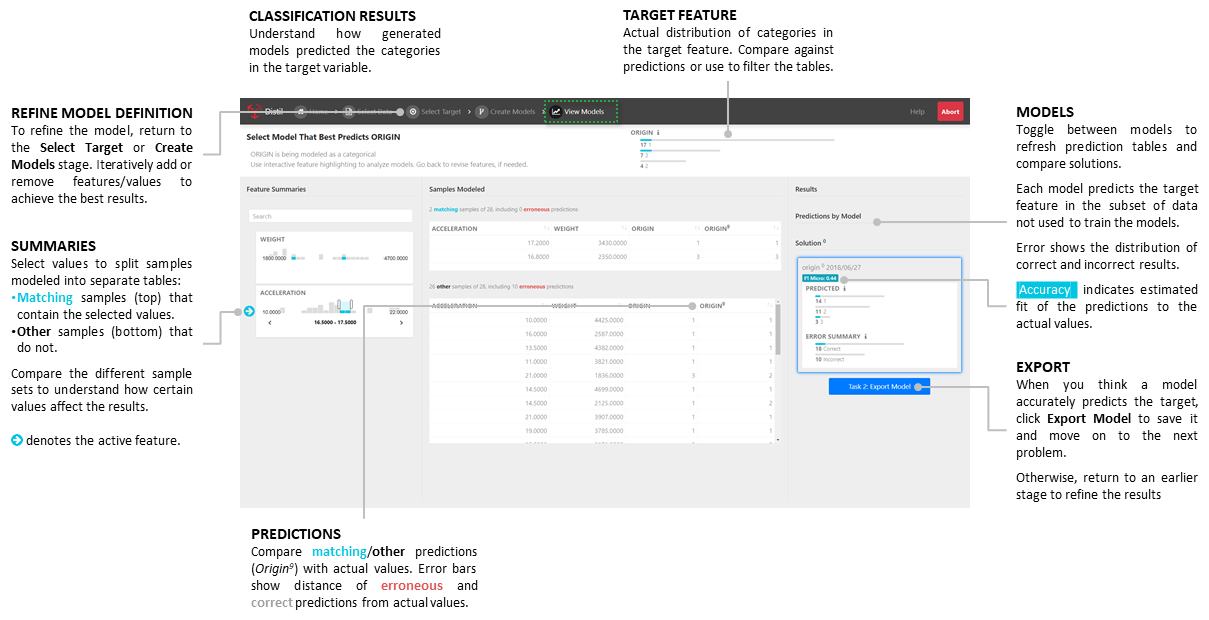 CLASSIFICATION RESULTS
Understand how generated
models predicted the categories
in the target variable.
TARGET FEATURE
Actual distribution of categories in
the target feature. Compare against
predictions or use to filter the tables.
REFINE MODEL DEFINITION
To refine the model, return to
the Select Target or Create
Models stage. Iteratively add or
remove features/values to
achieve the best results.
SUMMARIES
Select values to split samples
modeled into separate tables:
•Matching samples (top) that
contain the selected values.
•Other samples (bottom) that
do not.
Compare the different sample
sets to understand how certain
values affect the results.
denotes the active feature.
Distil Home › Select Data › Select Target › Create Models › View Models Help Abort
Select Model That Best Predicts ORIGIN
ORIGIN is being modeled as a categorical
Use interactive feature highlighting to analyze models. Go back to revise features, if needed.
ORIGIN
17 1
7 3
4 2
Feature Summaries
Search
WEIGHT
1800.0000 4700.0000
ACCELERATION
10.0000 22.0000
16.5000 - 17.5000
Samples Modeled
2 matching samples of 28, including 0 erroneous predictions
ACCELERATION WEIGHT ORIGIN ORIGIN⁹
17.2000 3430.0000 1 1
16.8000 2350.0000 3 3
26 other samples of 28, including 10 erroneous predictions
ACCELERATION WEIGHT ORIGIN ORIGIN⁹
10.0000 4425.0000 1 1
16.0000 2587.0000 1 1
13.5000 4382.0000 1 1
11.0000 3821.0000 1 1
21.0000 1836.0000 3 2
14.5000 4699.0000 1 1
14.5000 2125.0000 1 2
21.0000 3907.0000 1 1
19.0000 3785.0000 1 1
Results
Predictions by Model
Solution ⁰
origin ⁹ 2018/06/27
F1 Micro: 0.44
PREDICTED
14 1
11 2
3 3
ERROR SUMMARY
18 Correct
10 Incorrect
Task 2: Export Model
MODELS
Toggle between models to
refresh prediction tables and
compare solutions.
Each model predicts the target
feature in the subset of data
not used to train the models.
Error shows the distribution of
correct and incorrect results.
Accuracy indicates estimated
fit of the predictions to the
actual values.
EXPORT
When you think a model
accurately predicts the target,
click Export Model to save it
and move on to the next
problem.
Otherwise, return to an earlier
stage to refine the results
PREDICTIONS
Compare matching/other predictions
(Origin⁹) with actual values. Error bars
show distance of erroneous and
correct predictions from actual values.